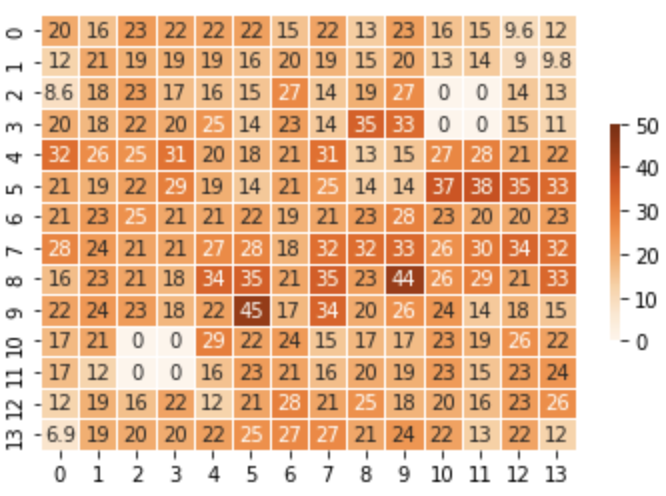 0 20 16 23 22 22 22 15 22 13 23 16 15 9.6 12
1 12 21 19 19 19 16 20 19 15 20 13 14 9 9.8
2 8.6 18 23 17 16 15 27 14 19 27 0 0 14 13
3 20 18 22 20 25 14 23 14 35 33 0 0 15 11
4 32 26 25 31 20 18 21 31 13 15 27 28 21 22
5 21 19 22 29 19 14 21 25 14 14 37 38 35 33
6 21 23 25 21 21 22 19 21 23 28 23 20 20 23
7 28 24 21 21 27 28 18 32 32 33 26 30 34 32
8 16 23 21 18 34 35 21 35 23 44 26 29 21 33
9 22 24 23 18 22 45 17 34 20 26 24 14 18 15
10 17 21 0 0 29 22 24 15 17 17 23 19 26 22
11 17 12 0 0 16 23 21 16 20 19 23 15 23 24
12 12 19 16 22 12 21 28 21 25 18 20 16 23 26
13 6.9 19 20 20 22 25 27 27 21 24 22 13 22 12
0 1 2 3 4 5 6 7 8 9 10 11 12 13
50
40
30
20
10
0